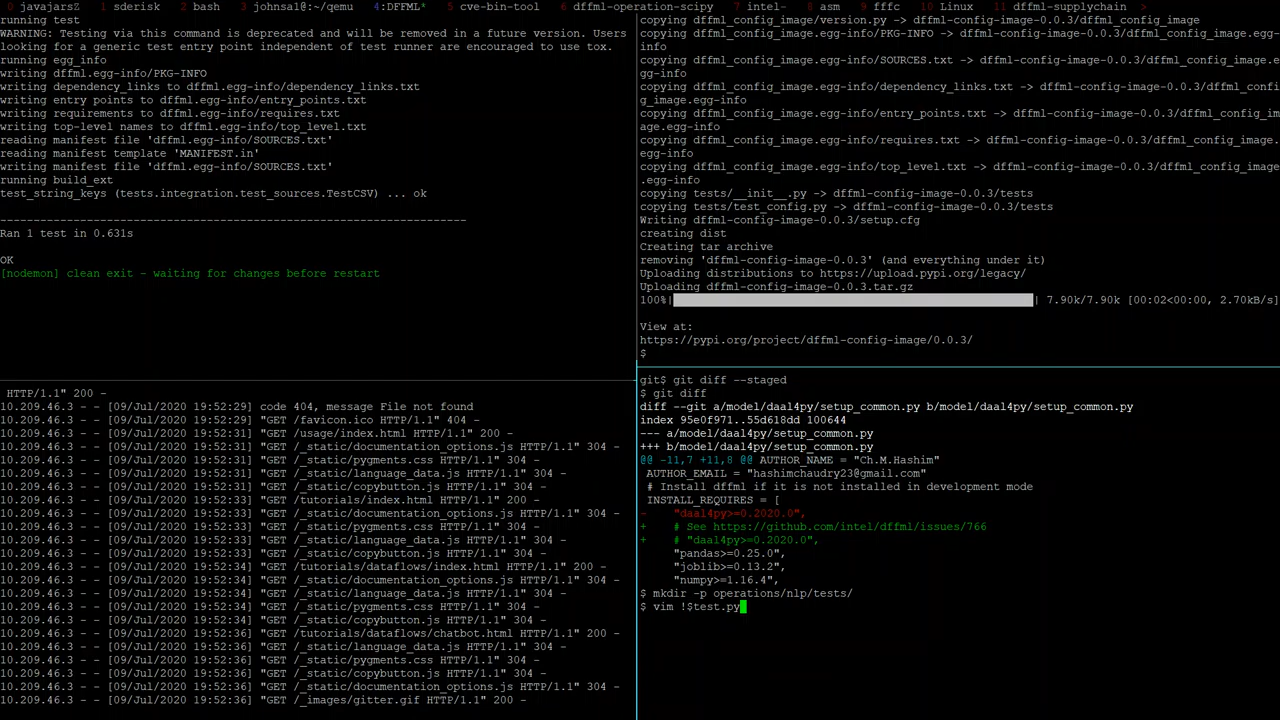 0 javajarsZ  1 sderisk  2 bash  3 johnsal@:~/qemu  4:DFFML*  5 cve-bin-tool  6 dffml-operation-scipy  7 intel-  8 asm  9 fffc  10 Linux  11 dffml-supplychain >
running test
WARNING: Testing via this command is deprecated and will be removed in a future version. Users
looking for a generic test entry point independent of test runner are encouraged to use tox.
running egg_info
writing dffml.egg-info/PKG-INFO
writing dependency_links to dffml.egg-info/dependency_links.txt
writing entry points to dffml.egg-info/entry_points.txt
writing requirements to dffml.egg-info/requires.txt
writing top-level names to dffml.egg-info/top_level.txt
reading manifest file 'dffml.egg-info/SOURCES.txt'
reading manifest template 'MANIFEST.in'
writing manifest file 'dffml.egg-info/SOURCES.txt'
running build_ext
test_string_keys (tests.integration.test_sources.TestCSV) ... ok
----------------------------------------------------------------------
Ran 1 test in 0.631s
OK
[nodemon] clean exit - waiting for changes before restart
copying dffml_config_image/version.py -> dffml-config-image-0.0.3/dffml_config_image
copying dffml_config_image.egg-info/PKG-INFO -> dffml-config-image-0.0.3/dffml_config_image.egg-
info
copying dffml_config_image.egg-info/SOURCES.txt -> dffml-config-image-0.0.3/dffml_config_image.e
gg-info
copying dffml_config_image.egg-info/dependency_links.txt -> dffml-config-image-0.0.3/dffml_confi
g_image.egg-info
copying dffml_config_image.egg-info/entry_points.txt -> dffml-config-image-0.0.3/dffml_config_im
age.egg-info
copying dffml_config_image.egg-info/requires.txt -> dffml-config-image-0.0.3/dffml_config_image.
egg-info
copying dffml_config_image.egg-info/top_level.txt -> dffml-config-image-0.0.3/dffml_config_image
.egg-info
copying tests/__init__.py -> dffml-config-image-0.0.3/tests
copying tests/test_config.py -> dffml-config-image-0.0.3/tests
Writing dffml-config-image-0.0.3/setup.cfg
creating dist
Creating tar archive
removing 'dffml-config-image-0.0.3' (and everything under it)
Uploading distributions to https://upload.pypi.org/legacy/
Uploading dffml-config-image-0.0.3.tar.gz
100%| | 7.90k/7.90k [00:02<00:00, 2.70kB/s]
View at:
https://pypi.org/project/dffml-config-image/0.0.3/
$
HTTP/1.1" 200 -
10.209.46.3 - - [09/Jul/2020 19:52:29] code 404, message File not found
10.209.46.3 - - [09/Jul/2020 19:52:29] "GET /favicon.ico HTTP/1.1" 404 -
10.209.46.3 - - [09/Jul/2020 19:52:29] "GET /usage/index.html HTTP/1.1" 200 -
10.209.46.3 - - [09/Jul/2020 19:52:29] "GET /_static/documentation_options.js HTTP/1.1" 304 -
10.209.46.3 - - [09/Jul/2020 19:52:29] "GET /_static/pygments.css HTTP/1.1" 304 -
10.209.46.3 - - [09/Jul/2020 19:52:29] "GET /_static/language_data.js HTTP/1.1" 304 -
10.209.46.3 - - [09/Jul/2020 19:52:29] "GET /_static/copybutton.js HTTP/1.1" 304 -
10.209.46.3 - - [09/Jul/2020 19:52:33] "GET /tutorials/index.html HTTP/1.1" 200 -
10.209.46.3 - - [09/Jul/2020 19:52:33] "GET /_static/documentation_options.js HTTP/1.1" 304 -
10.209.46.3 - - [09/Jul/2020 19:52:33] "GET /_static/pygments.css HTTP/1.1" 304 -
10.209.46.3 - - [09/Jul/2020 19:52:33] "GET /_static/language_data.js HTTP/1.1" 304 -
10.209.46.3 - - [09/Jul/2020 19:52:33] "GET /_static/copybutton.js HTTP/1.1" 304 -
10.209.46.3 - - [09/Jul/2020 19:52:34] "GET /tutorials/dataflows/index.html HTTP/1.1" 200 -
10.209.46.3 - - [09/Jul/2020 19:52:34] "GET /_static/documentation_options.js HTTP/1.1" 304 -
10.209.46.3 - - [09/Jul/2020 19:52:34] "GET /_static/language_data.js HTTP/1.1" 304 -
10.209.46.3 - - [09/Jul/2020 19:52:34] "GET /_static/pygments.css HTTP/1.1" 304 -
10.209.46.3 - - [09/Jul/2020 19:52:34] "GET /_static/copybutton.js HTTP/1.1" 304 -
10.209.46.3 - - [09/Jul/2020 19:52:36] "GET /tutorials/dataflows/chatbot.html HTTP/1.1" 200 -
10.209.46.3 - - [09/Jul/2020 19:52:36] "GET /_static/language_data.js HTTP/1.1" 304 -
10.209.46.3 - - [09/Jul/2020 19:52:36] "GET /_static/pygments.css HTTP/1.1" 304 -
10.209.46.3 - - [09/Jul/2020 19:52:36] "GET /_static/copybutton.js HTTP/1.1" 304 -
10.209.46.3 - - [09/Jul/2020 19:52:36] "GET /_static/documentation_options.js HTTP/1.1" 304 -
10.209.46.3 - - [09/Jul/2020 19:52:36] "GET /_images/gitter.gif HTTP/1.1" 200 -
git$ git diff --staged
$ git diff
diff --git a/model/daal4py/setup_common.py b/model/daal4py/setup_common.py
index 95e0f971..55d618dd 100644
--- a/model/daal4py/setup_common.py
+++ b/model/daal4py/setup_common.py
@@ -11,7 +11,8 @@ AUTHOR_NAME = "Ch.M.Hashim"
AUTHOR_EMAIL = "hashimchaudry23@gmail.com"
# Install dffml if it is not installed in development mode
INSTALL_REQUIRES = [
-    "daal4py>=0.2020.0",
+    # See https://github.com/intel/dffml/issues/766
+    # "daal4py>=0.2020.0",
"pandas>=0.25.0",
"joblib>=0.13.2",
"numpy>=1.16.4",
$ mkdir -p operations/nlp/tests/
$ vim !$test.py